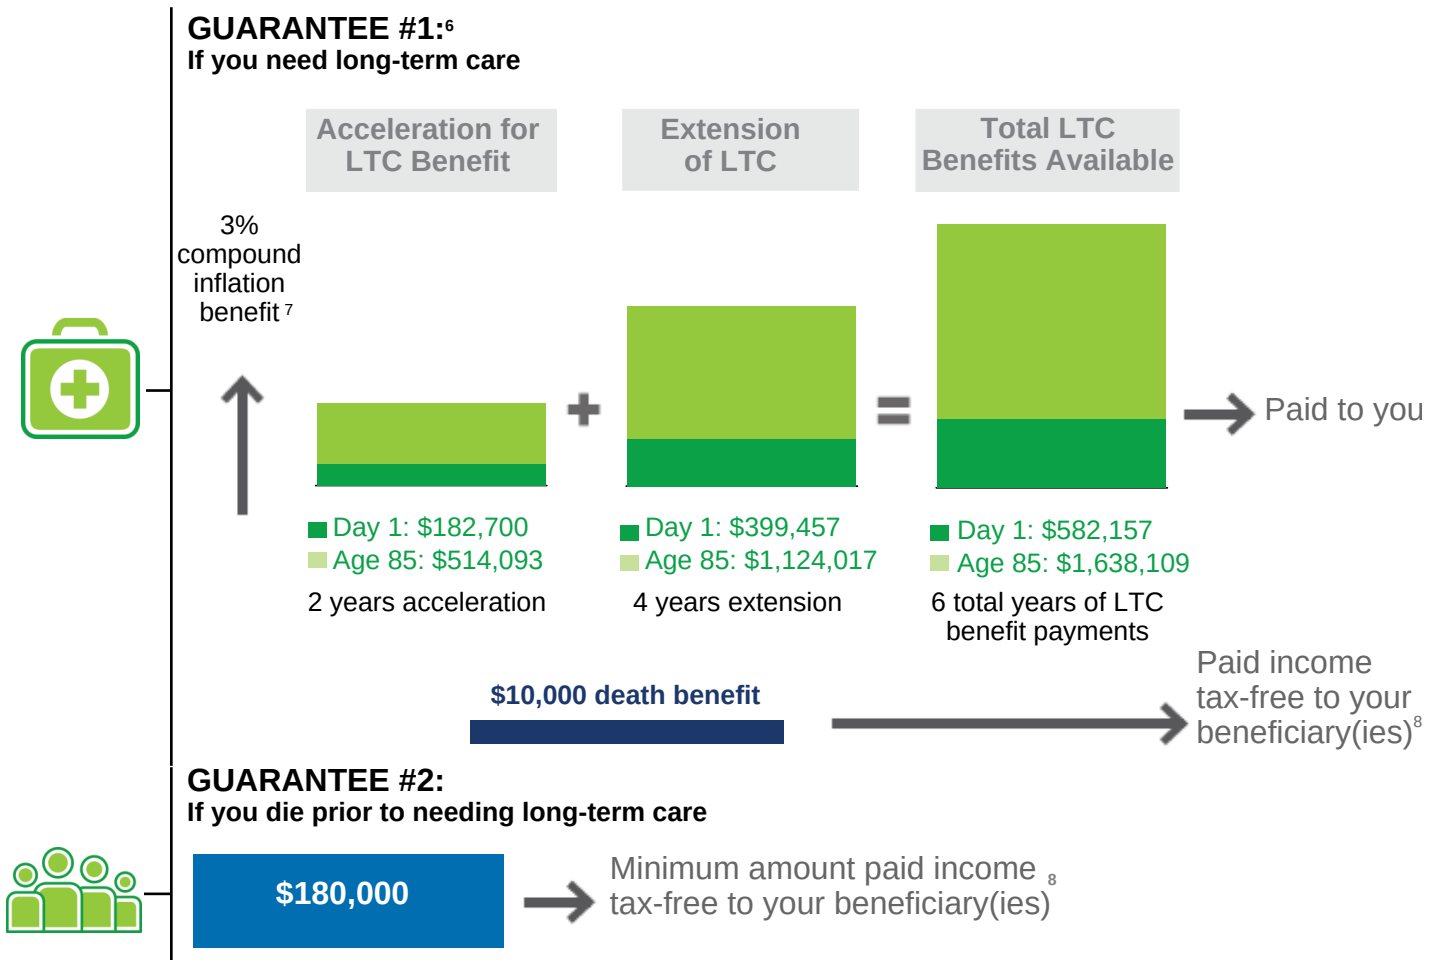 GUARANTEE #1:6
If you need long-term care
Acceleration for
LTC Benefit
Extension
of LTC
Total LTC
Benefits Available
3%
compound
inflation
benefit 7
Paid to you
Day 1: $182,700
Age 85: $514,093
2 years acceleration
Day 1: $399,457
Age 85: $1,124,017
4 years extension
Day 1: $582,157
Age 85: $1,638,109
6 total years of LTC
benefit payments
$10,000 death benefit
Paid income
tax-free to your
beneficiary(ies)8
GUARANTEE #2:
If you die prior to needing long-term care
$180,000
Minimum amount paid income
tax-free to your beneficiary(ies) 8